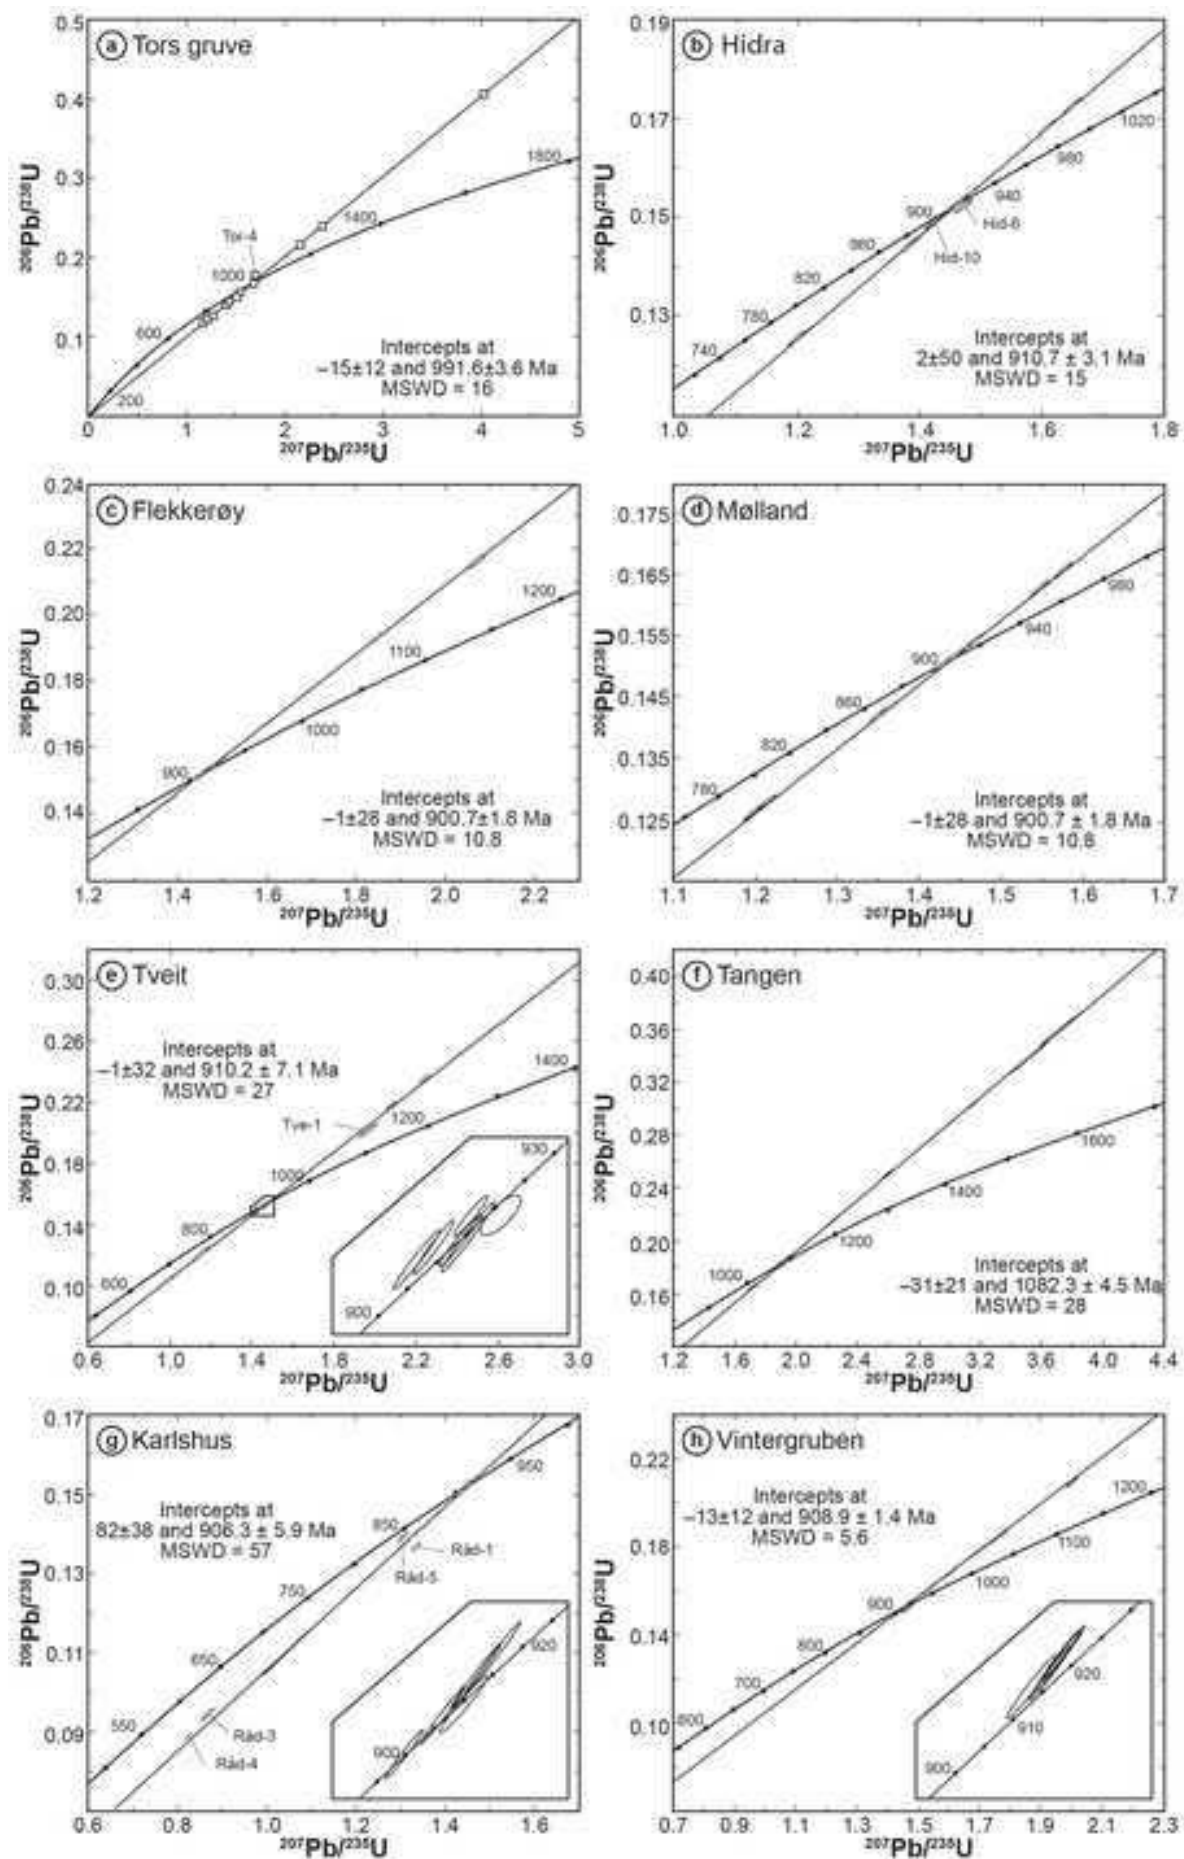 ⓐ Tors gruve
0.5
0.4
0.3
0.2
0.1
²⁰⁶Pb/²³⁸U
1800
1400
Tor-4
1000
600
200
Intercepts at
–15±12 and 991.6±3.6 Ma
MSWD = 16
0 1 2 3 4 5
²⁰⁷Pb/²³⁵U
ⓑ Hidra
0.19
0.17
0.15
0.13
²⁰⁶Pb/²³⁸U
1020
980
940
900
Hid-6
Hid-10
860
820
780
740
Intercepts at
2±50 and 910.7 ± 3.1 Ma
MSWD = 15
1.0 1.2 1.4 1.6 1.8
²⁰⁷Pb/²³⁵U
ⓒ Flekkerøy
0.24
0.22
0.20
0.18
0.16
0.14
²⁰⁶Pb/²³⁸U
1200
1100
1000
900
Intercepts at
–1±28 and 900.7±1.8 Ma
MSWD = 10.8
1.2 1.4 1.6 1.8 2.0 2.2
²⁰⁷Pb/²³⁵U
ⓓ Mølland
0.175
0.165
0.155
0.145
0.135
0.125
²⁰⁶Pb/²³⁸U
980
940
900
860
820
780
Intercepts at
–1±28 and 900.7 ± 1.8 Ma
MSWD = 10.8
1.1 1.2 1.3 1.4 1.5 1.6 1.7
²⁰⁷Pb/²³⁵U
ⓔ Tveit
0.30
0.26
0.22
0.18
0.14
0.10
²⁰⁶Pb/²³⁸U
Intercepts at
–1±32 and 910.2 ± 7.1 Ma
MSWD = 27
1400
1200
Tve-1
1000
800
600
930
900
0.6 1.0 1.4 1.8 2.2 2.6 3.0
²⁰⁷Pb/²³⁵U
ⓕ Tangen
0.40
0.36
0.32
0.28
0.24
0.20
0.16
²⁰⁶Pb/²³⁸U
1600
1400
1200
1000
Intercepts at
–31±21 and 1082.3 ± 4.5 Ma
MSWD = 28
1.2 1.6 2.0 2.4 2.8 3.2 3.6 4.0 4.4
²⁰⁷Pb/²³⁵U
ⓖ Karlshus
0.17
0.15
0.13
0.11
0.09
²⁰⁶Pb/²³⁸U
Intercepts at
82±38 and 906.3 ± 5.9 Ma
MSWD = 57
950
850
Råd-1
Råd-5
750
650
550
Råd-3
Råd-4
920
900
0.6 0.8 1.0 1.2 1.4 1.6
²⁰⁷Pb/²³⁵U
ⓗ Vintergruben
0.22
0.18
0.14
0.10
²⁰⁶Pb/²³⁸U
Intercepts at
–13±12 and 908.9 ± 1.4 Ma
MSWD = 5.6
1200
1100
1000
900
800
700
600
920
910
900
0.7 0.9 1.1 1.3 1.5 1.7 1.9 2.1 2.3
²⁰⁷Pb/²³⁵U